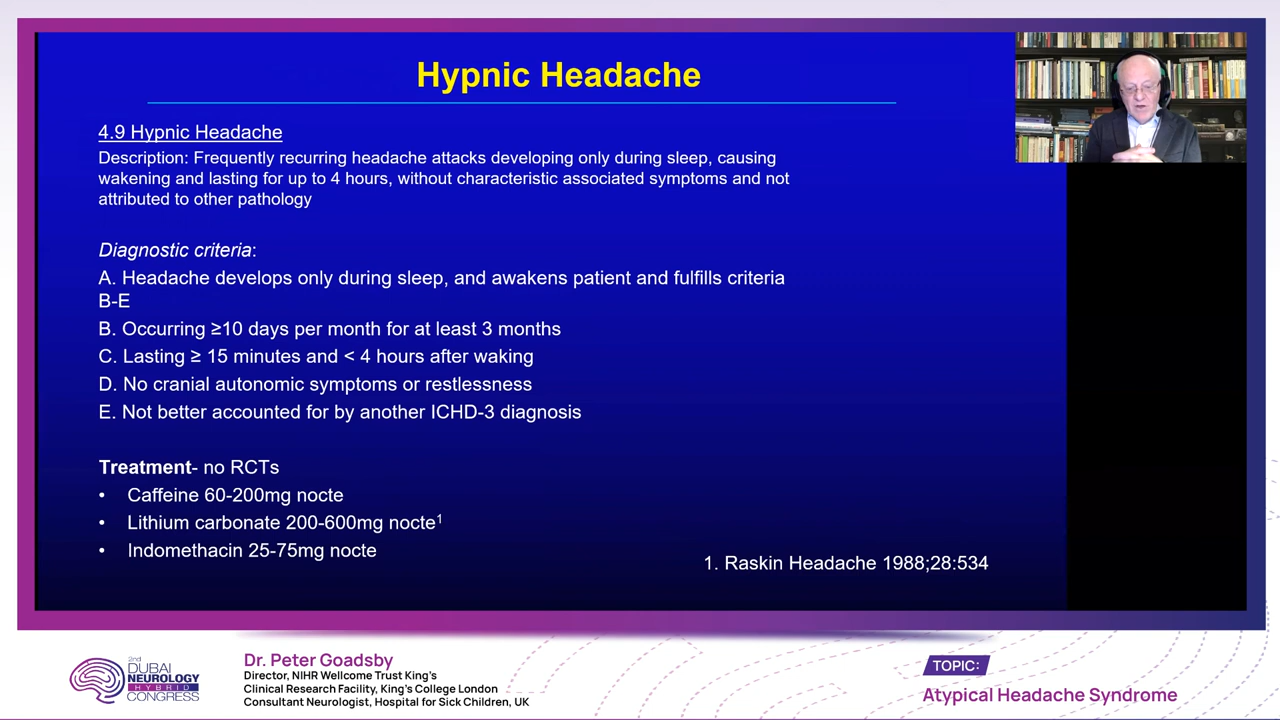 Hypnic Headache
4.9 Hypnic Headache
Description: Frequently recurring headache attacks developing only during sleep, causing
wakening and lasting for up to 4 hours, without characteristic associated symptoms and not
attributed to other pathology
Diagnostic criteria:
A. Headache develops only during sleep, and awakens patient and fulfills criteria
B-E
B. Occurring ≥10 days per month for at least 3 months
C. Lasting ≥ 15 minutes and < 4 hours after waking
D. No cranial autonomic symptoms or restlessness
E. Not better accounted for by another ICHD-3 diagnosis
Treatment- no RCTs
• Caffeine 60-200mg nocte
• Lithium carbonate 200-600mg nocte¹
• Indomethacin 25-75mg nocte
1. Raskin Headache 1988;28:534
2nd
DUBAI
NEUROLOGY
HYBRID
CONGRESS
Dr. Peter Goadsby
Director, NIHR Wellcome Trust King's
Clinical Research Facility, King's College London
Consultant Neurologist, Hospital for Sick Children, UK
TOPIC:
Atypical Headache Syndrome